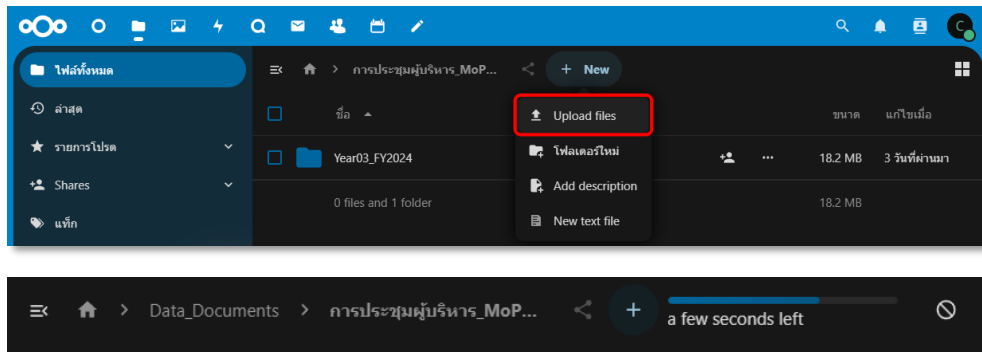 C
ไฟล์ทั้งหมด
การประชุมผู้บริหาร_MoP...
+ New
ล่าสุด
ชื่อ
Upload files
ขนาด
แก้ไขเมื่อ
รายการโปรด
Year03_FY2024
โฟลเดอร์ใหม่
18.2 MB
3 วันที่ผ่านมา
Shares
0 files and 1 folder
Add description
18.2 MB
แท็ก
New text file
Data_Documents > การประชุมผู้บริหาร_MoP...
+
a few seconds left